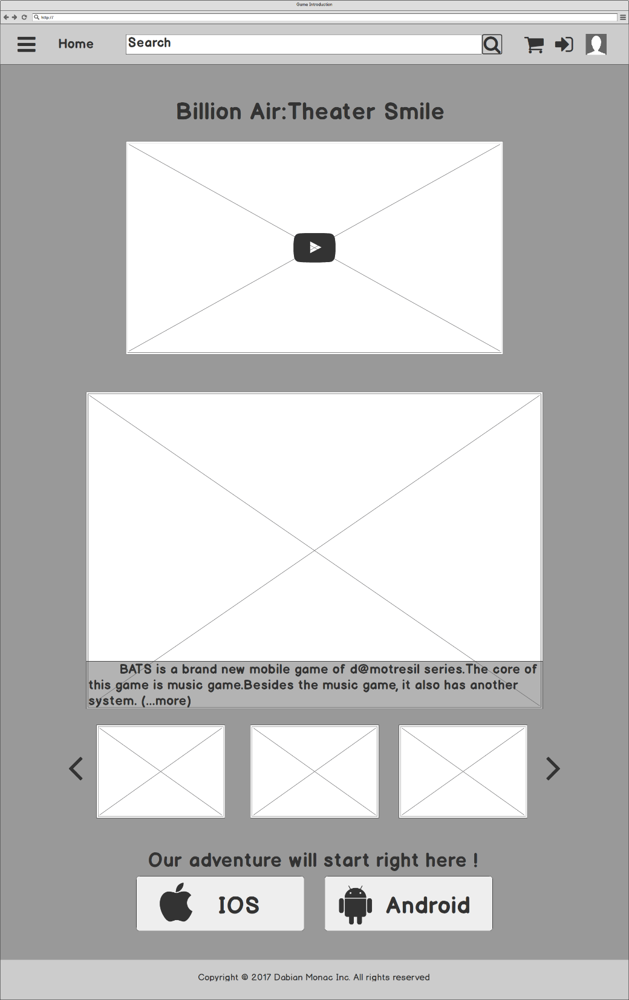 Game Introduction
http://
Home
Search
Billion Air:Theater Smile
BATS is a brand new mobile game of d@motresil series.The core of
this game is music game.Besides the music game, it also has another
system. (...more)
Our adventure will start right here !
IOS
Android
Copyright © 2017 Dabian Monac Inc. All rights reserved